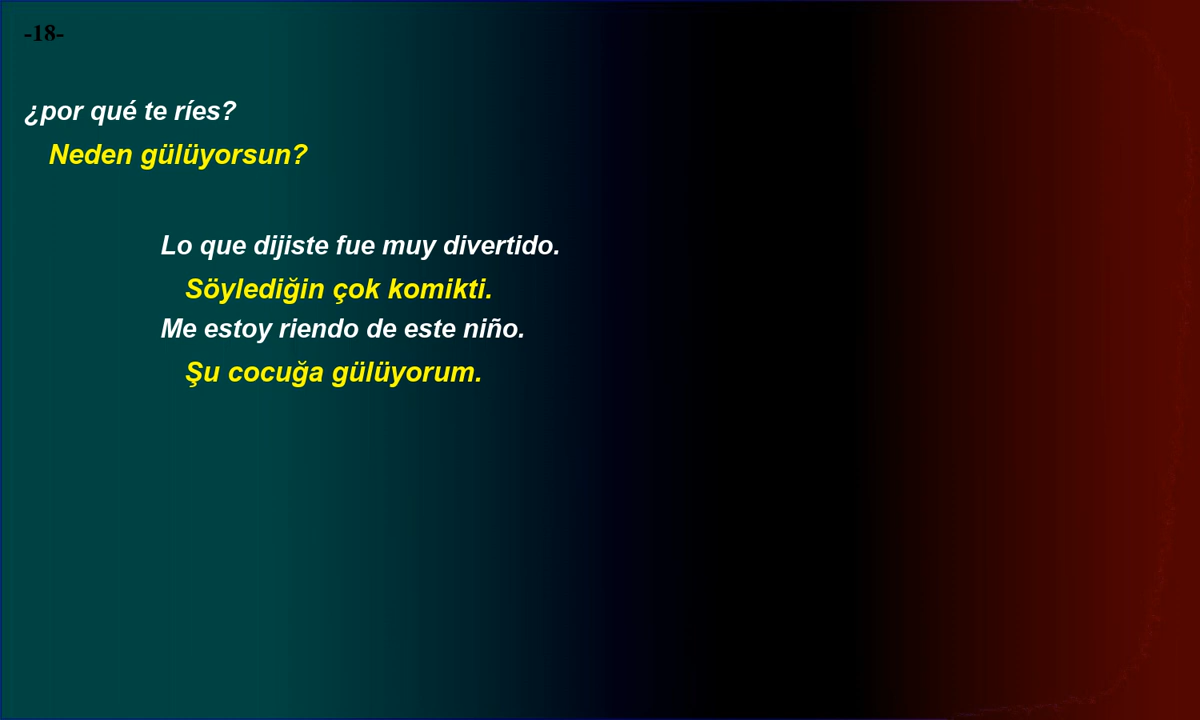 -18-
¿por qué te ríes?
Neden gülüyorsun?
Lo que dijiste fue muy divertido.
Söylediğin çok komikti.
Me estoy riendo de este niño.
Şu cocuğa gülüyorum.